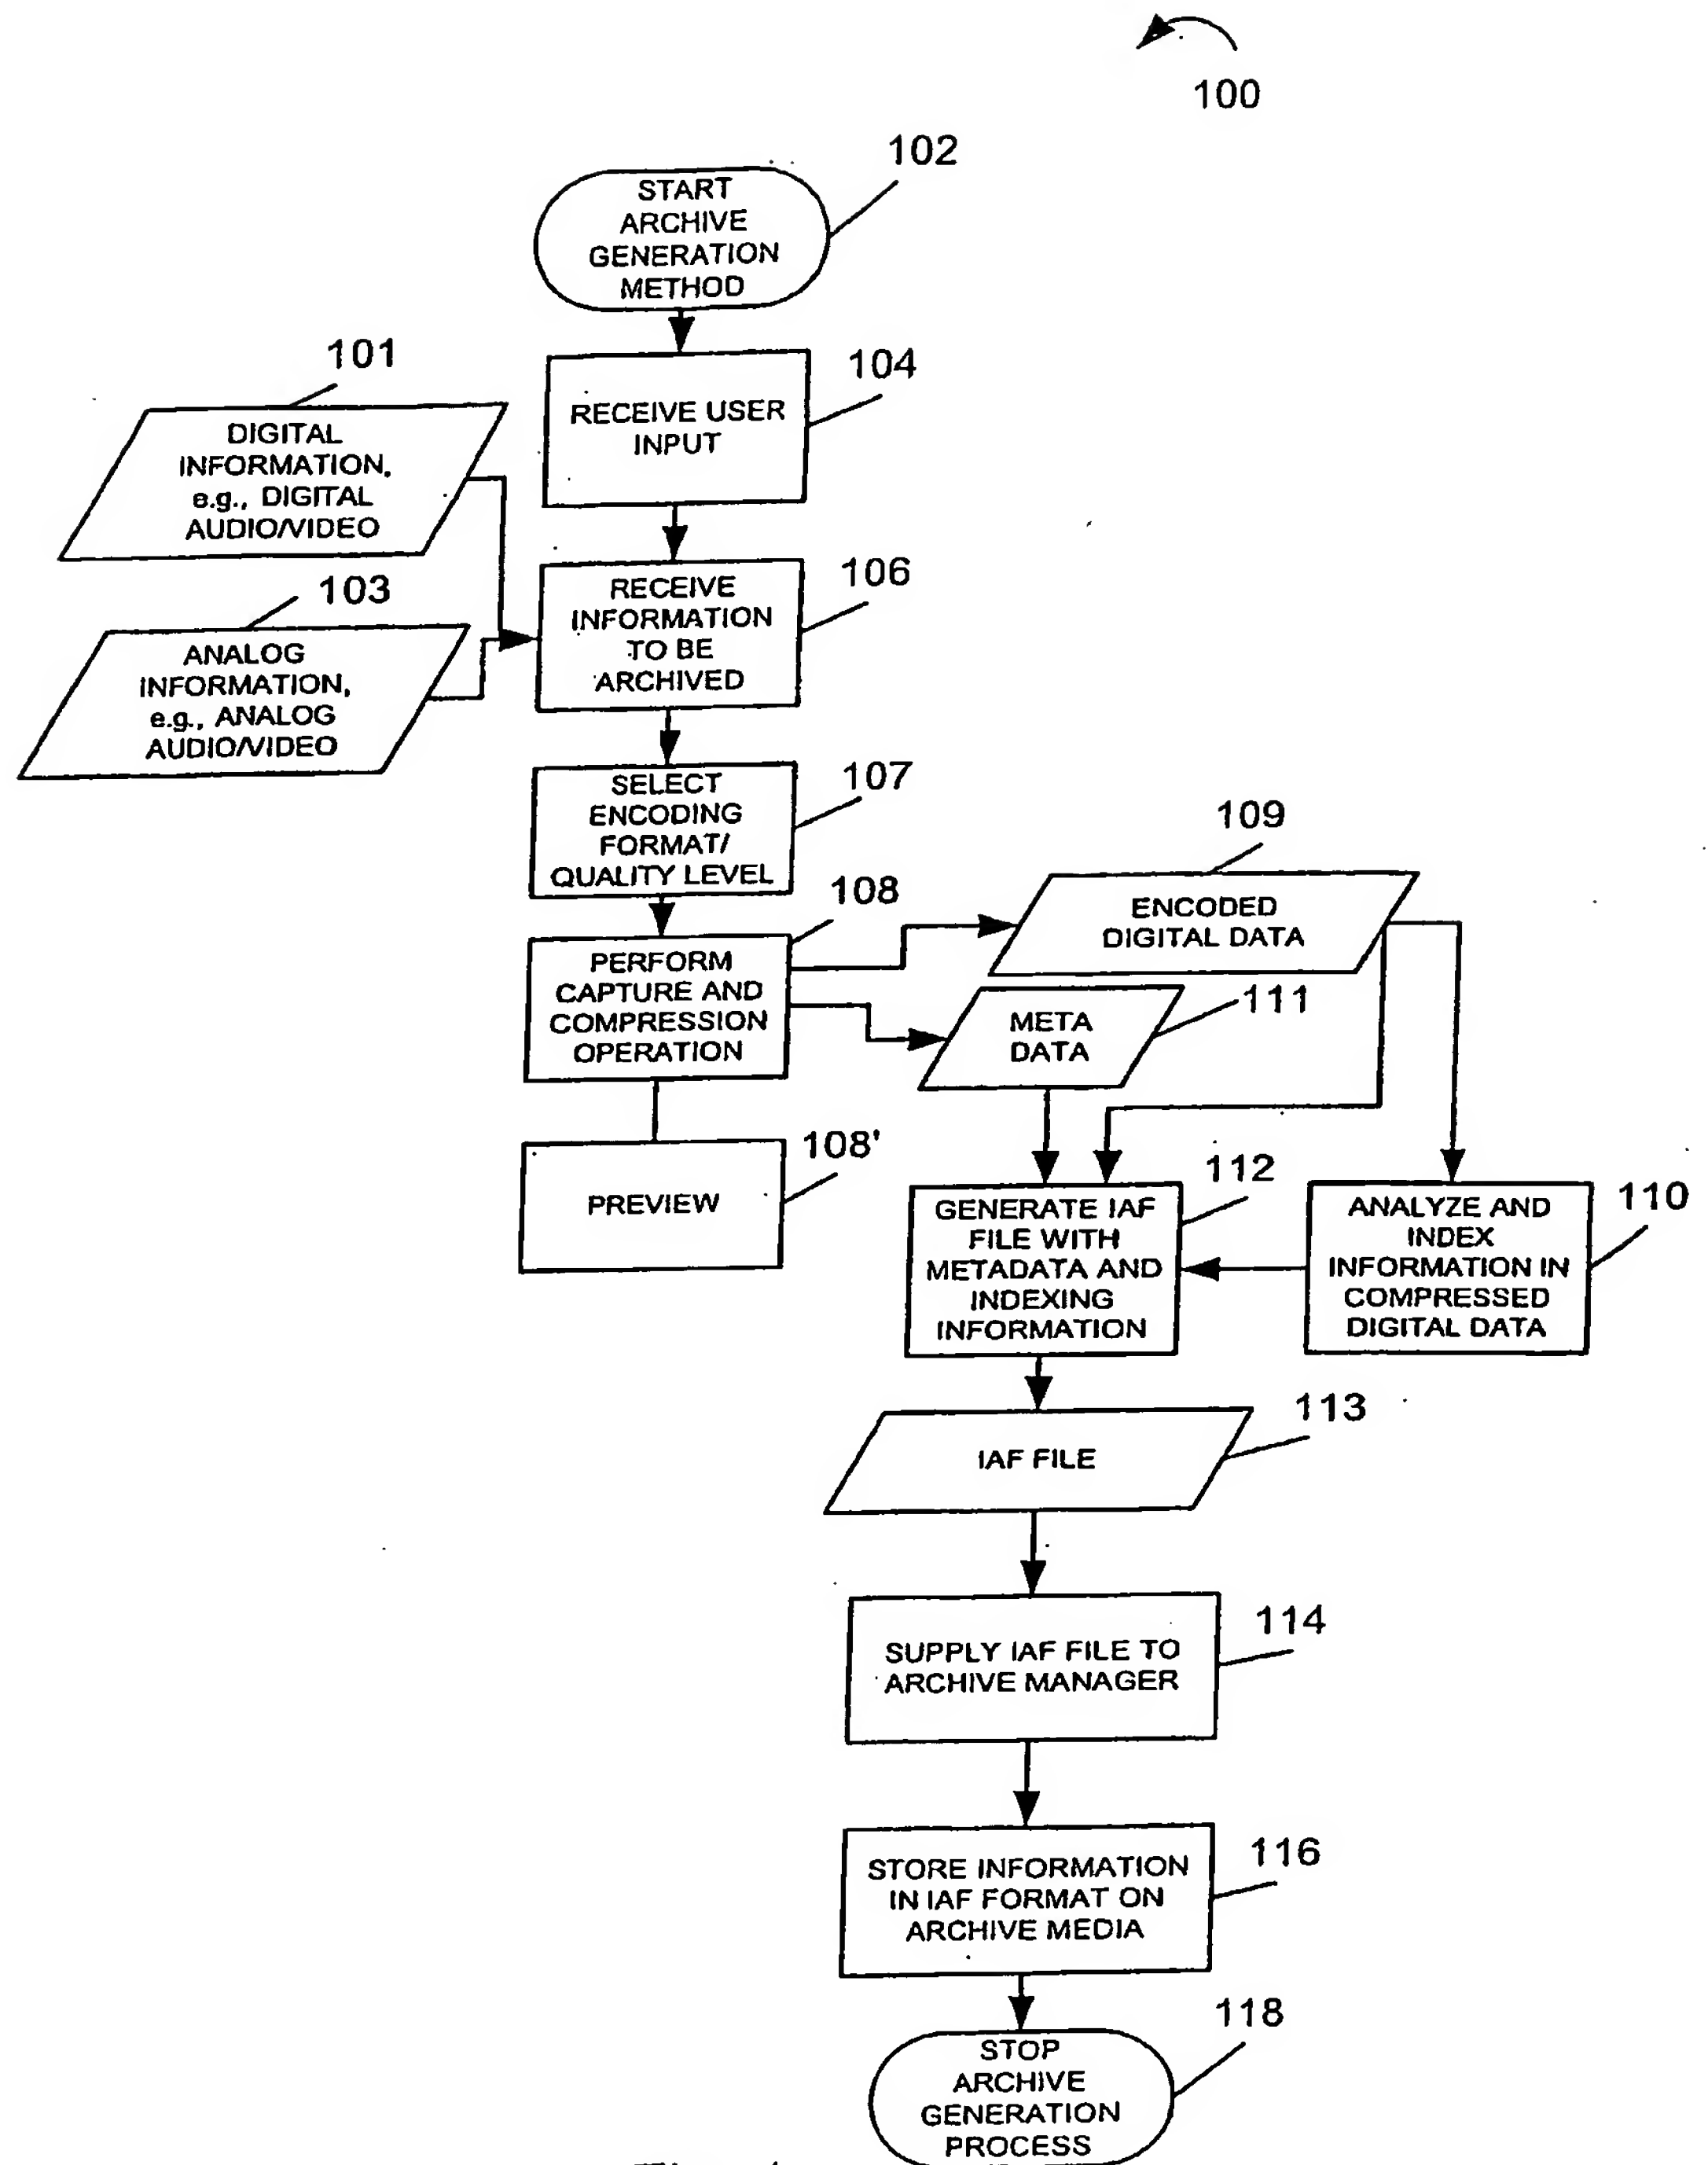 100
102
START
ARCHIVE
GENERATION
METHOD
101
DIGITAL
INFORMATION,
e.g., DIGITAL
AUDIO/VIDEO
104
RECEIVE USER
INPUT
103
ANALOG
INFORMATION,
e.g., ANALOG
AUDIO/VIDEO
106
RECEIVE
INFORMATION
TO BE
ARCHIVED
107
SELECT
ENCODING
FORMAT/
QUALITY LEVEL
108
PERFORM
CAPTURE AND
COMPRESSION
OPERATION
109
ENCODED
DIGITAL DATA
111
META
DATA
108'
PREVIEW
112
GENERATE IAF
FILE WITH
METADATA AND
INDEXING
INFORMATION
110
ANALYZE AND
INDEX
INFORMATION IN
COMPRESSED
DIGITAL DATA
113
IAF FILE
114
SUPPLY IAF FILE TO
ARCHIVE MANAGER
116
STORE INFORMATION
IN IAF FORMAT ON
ARCHIVE MEDIA
118
STOP
ARCHIVE
GENERATION
PROCESS